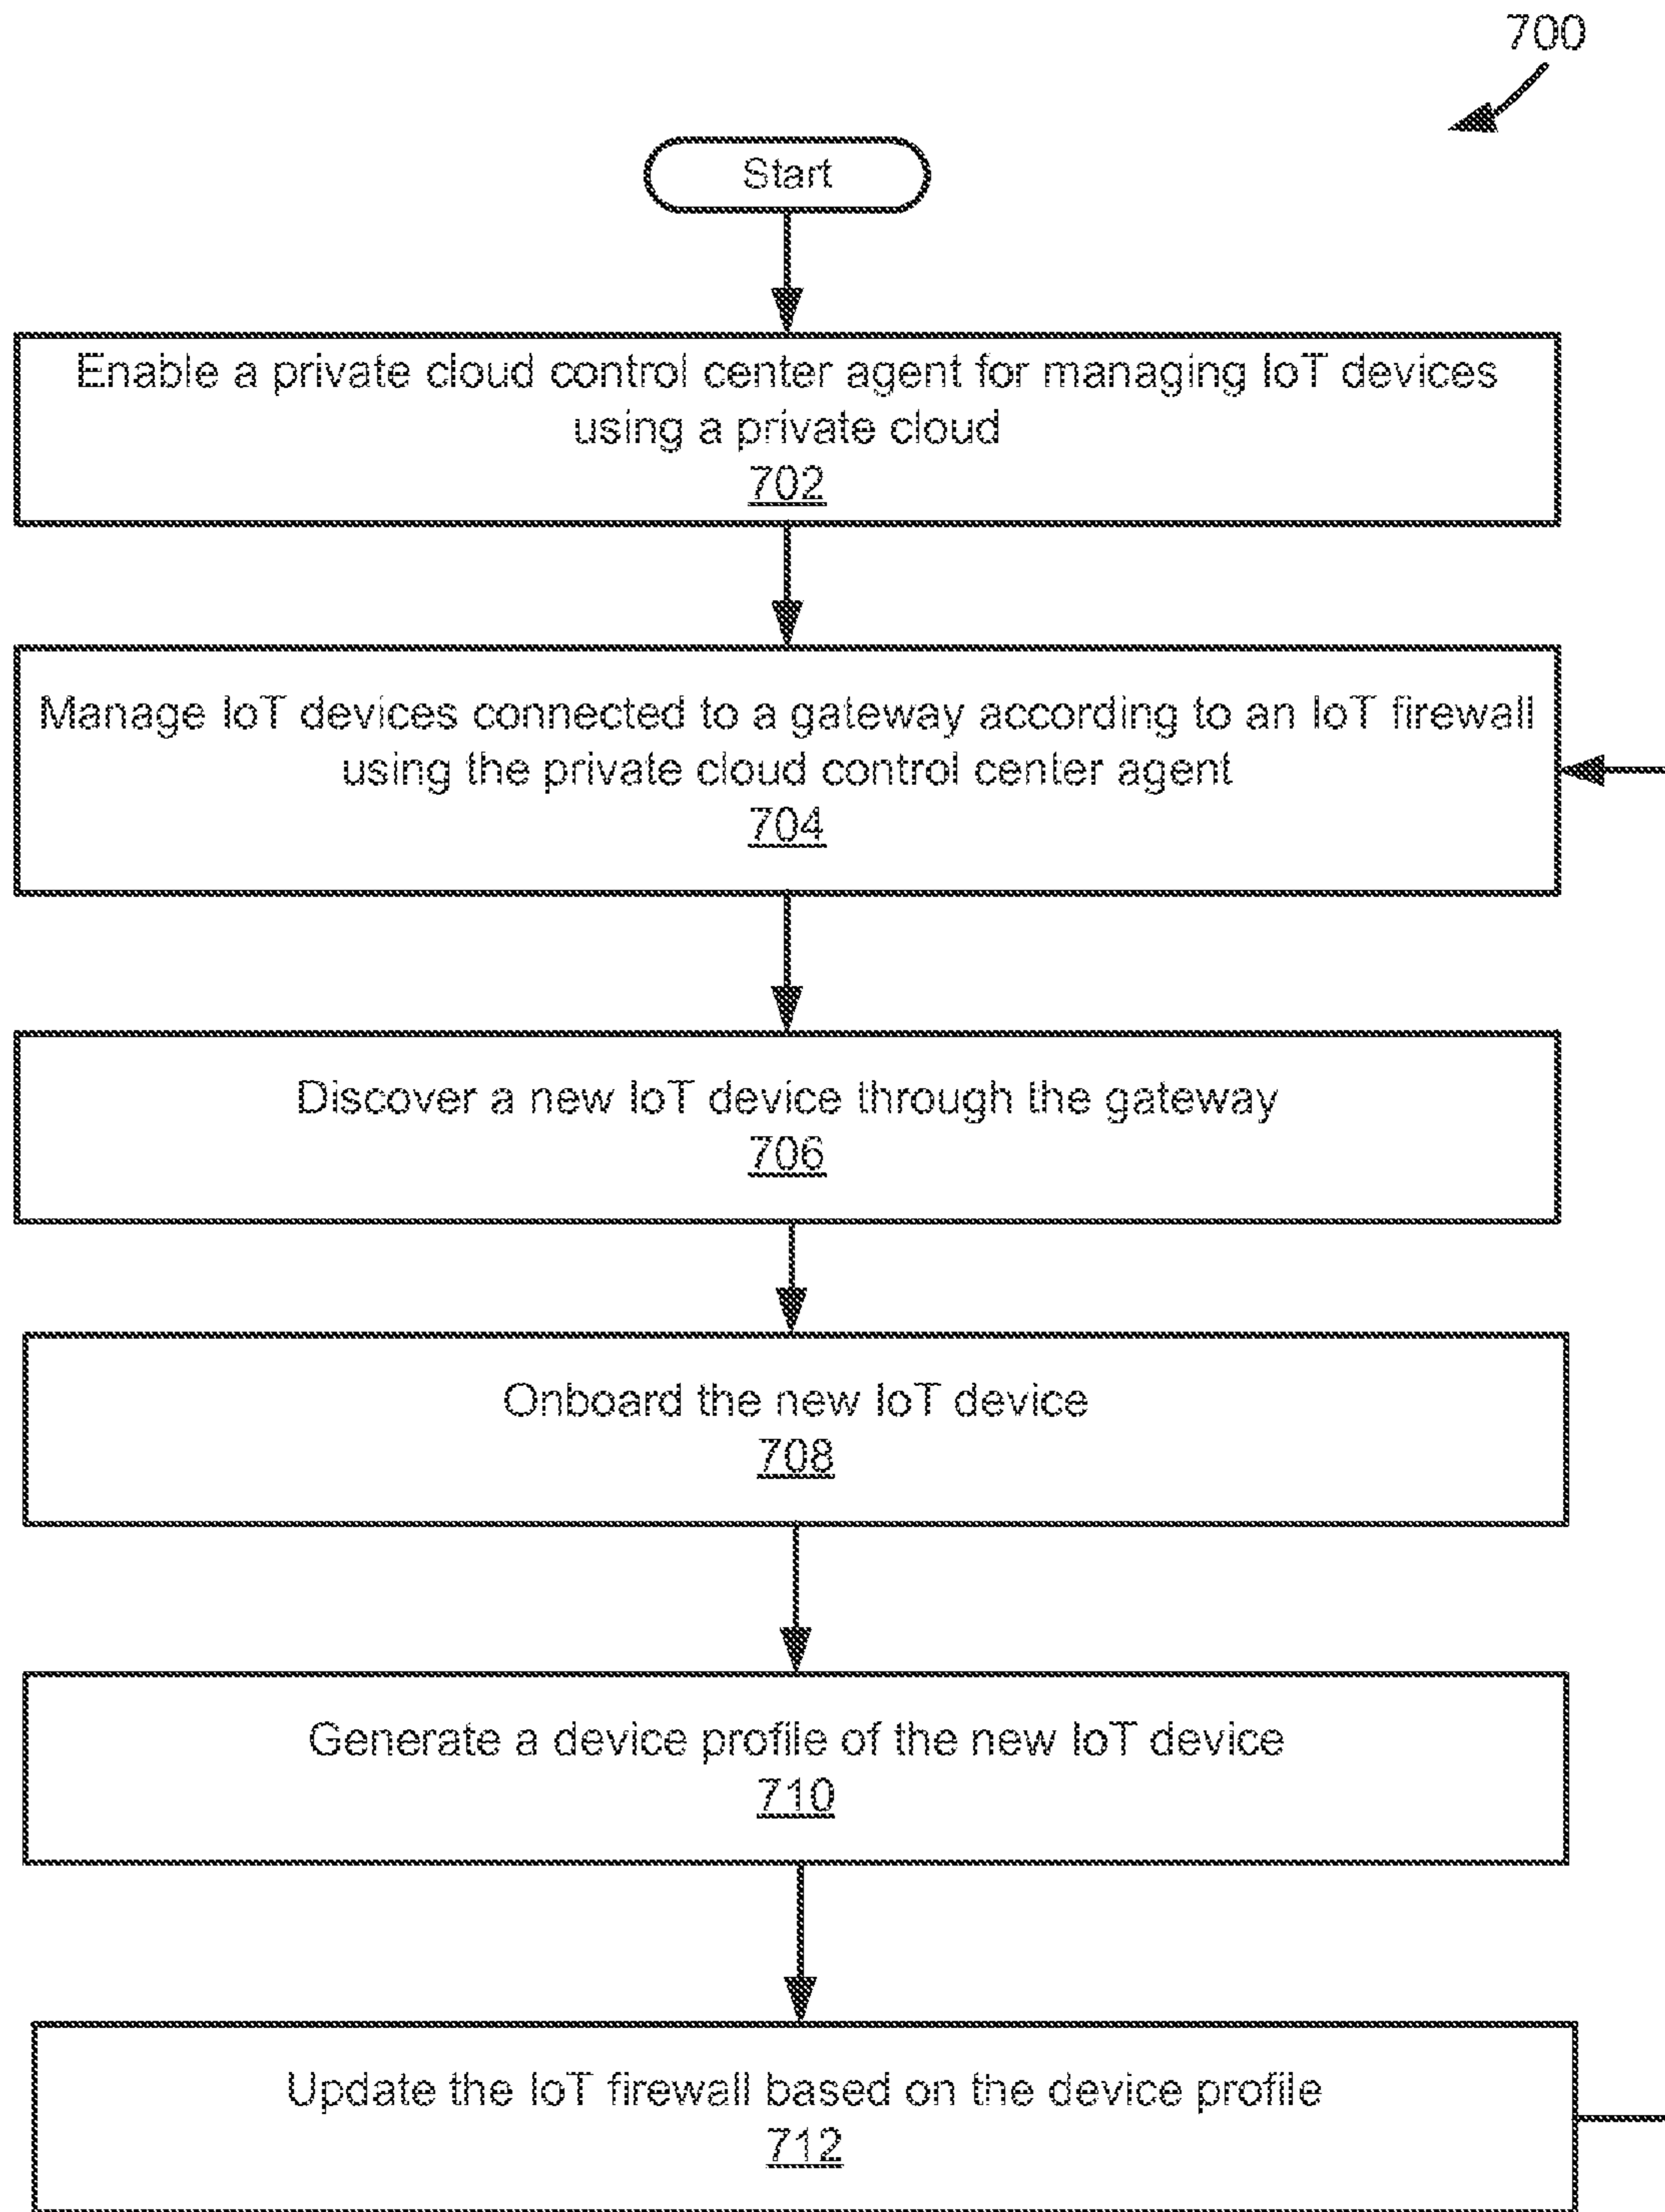 700
Start
Enable a private cloud control center agent for managing IoT devices
using a private cloud
702
Manage IoT devices connected to a gateway according to an IoT firewall
using the private cloud control center agent
704
Discover a new IoT device through the gateway
706
Onboard the new IoT device
708
Generate a device profile of the new IoT device
710
Update the IoT firewall based on the device profile
712